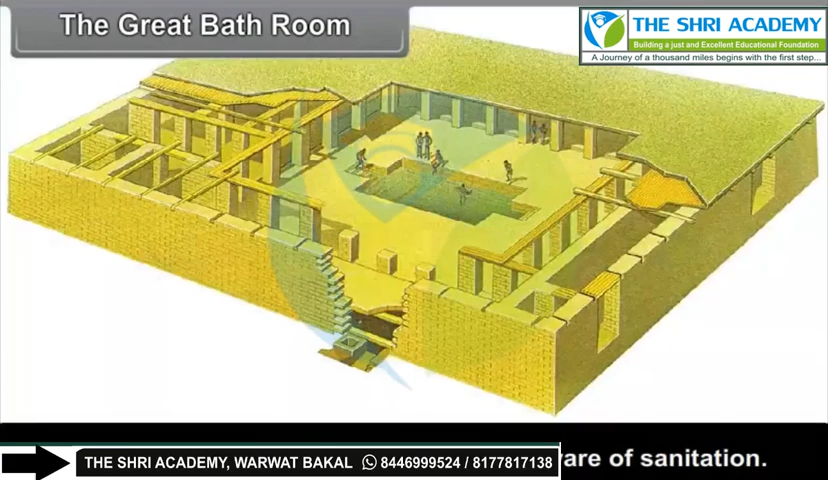 The Great Bath Room
THE SHRI ACADEMY
Building a just and Excellent Educational Foundation
A Journey of a thousand miles begins with the first step...
THE SHRI ACADEMY, WARWAT BAKAL 8446999524 / 8177817138
of sanitation.